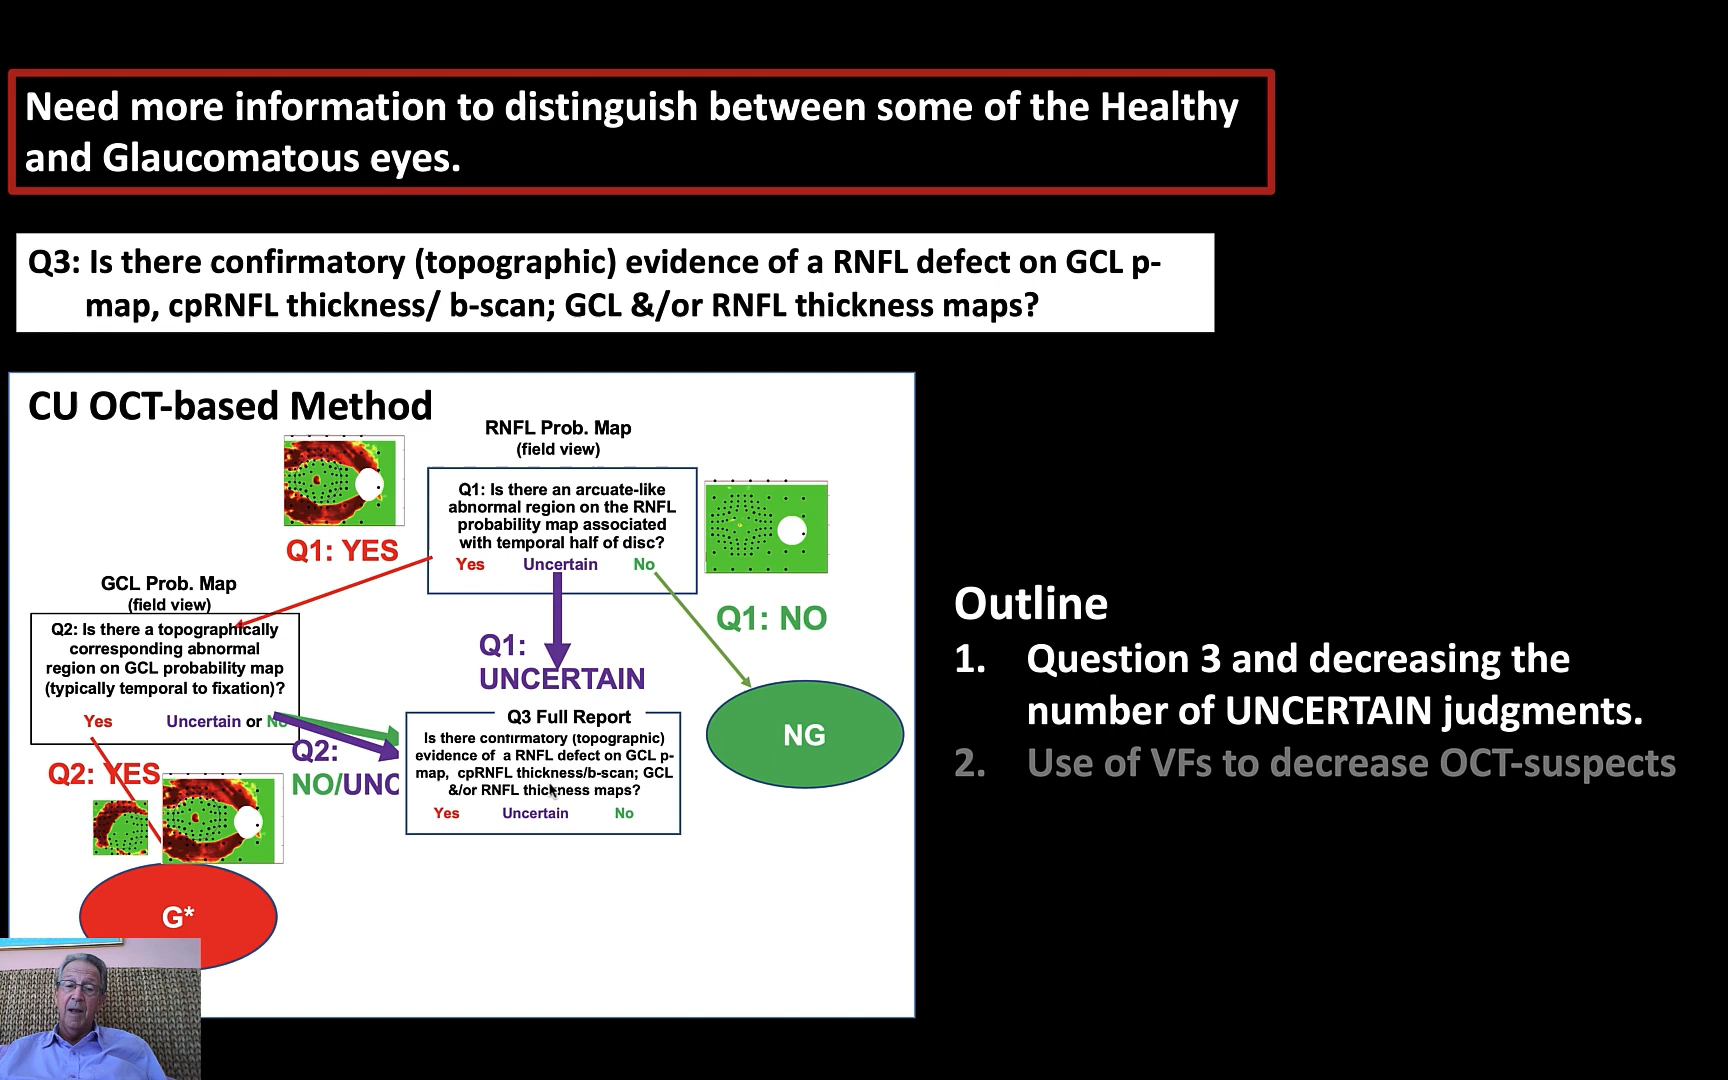 Need more information to distinguish between some of the Healthy
and Glaucomatous eyes.
Q3: Is there confirmatory (topographic) evidence of a RNFL defect on GCL p-
map, cpRNFL thickness/ b-scan; GCL &/or RNFL thickness maps?
CU OCT-based Method
RNFL Prob. Map
(field view)
Q1: Is there an arcuate-like
abnormal region on the RNFL
probability map associated
with temporal half of disc?
Yes Uncertain No
Q1: YES
Q1: NO
GCL Prob. Map
(field view)
Q2: Is there a topographically
corresponding abnormal
region on GCL probability map
(typically temporal to fixation)?
Yes Uncertain or No
Q1:
UNCERTAIN
Q2: YES
Q2:
NO/UNC
Q3 Full Report
Is there confirmatory (topographic)
evidence of a RNFL defect on GCL p-
map, cpRNFL thickness/b-scan; GCL
&/or RNFL thickness maps?
Yes Uncertain No
NG
G*
Outline
1. Question 3 and decreasing the
number of UNCERTAIN judgments.
2. Use of VFs to decrease OCT-suspects